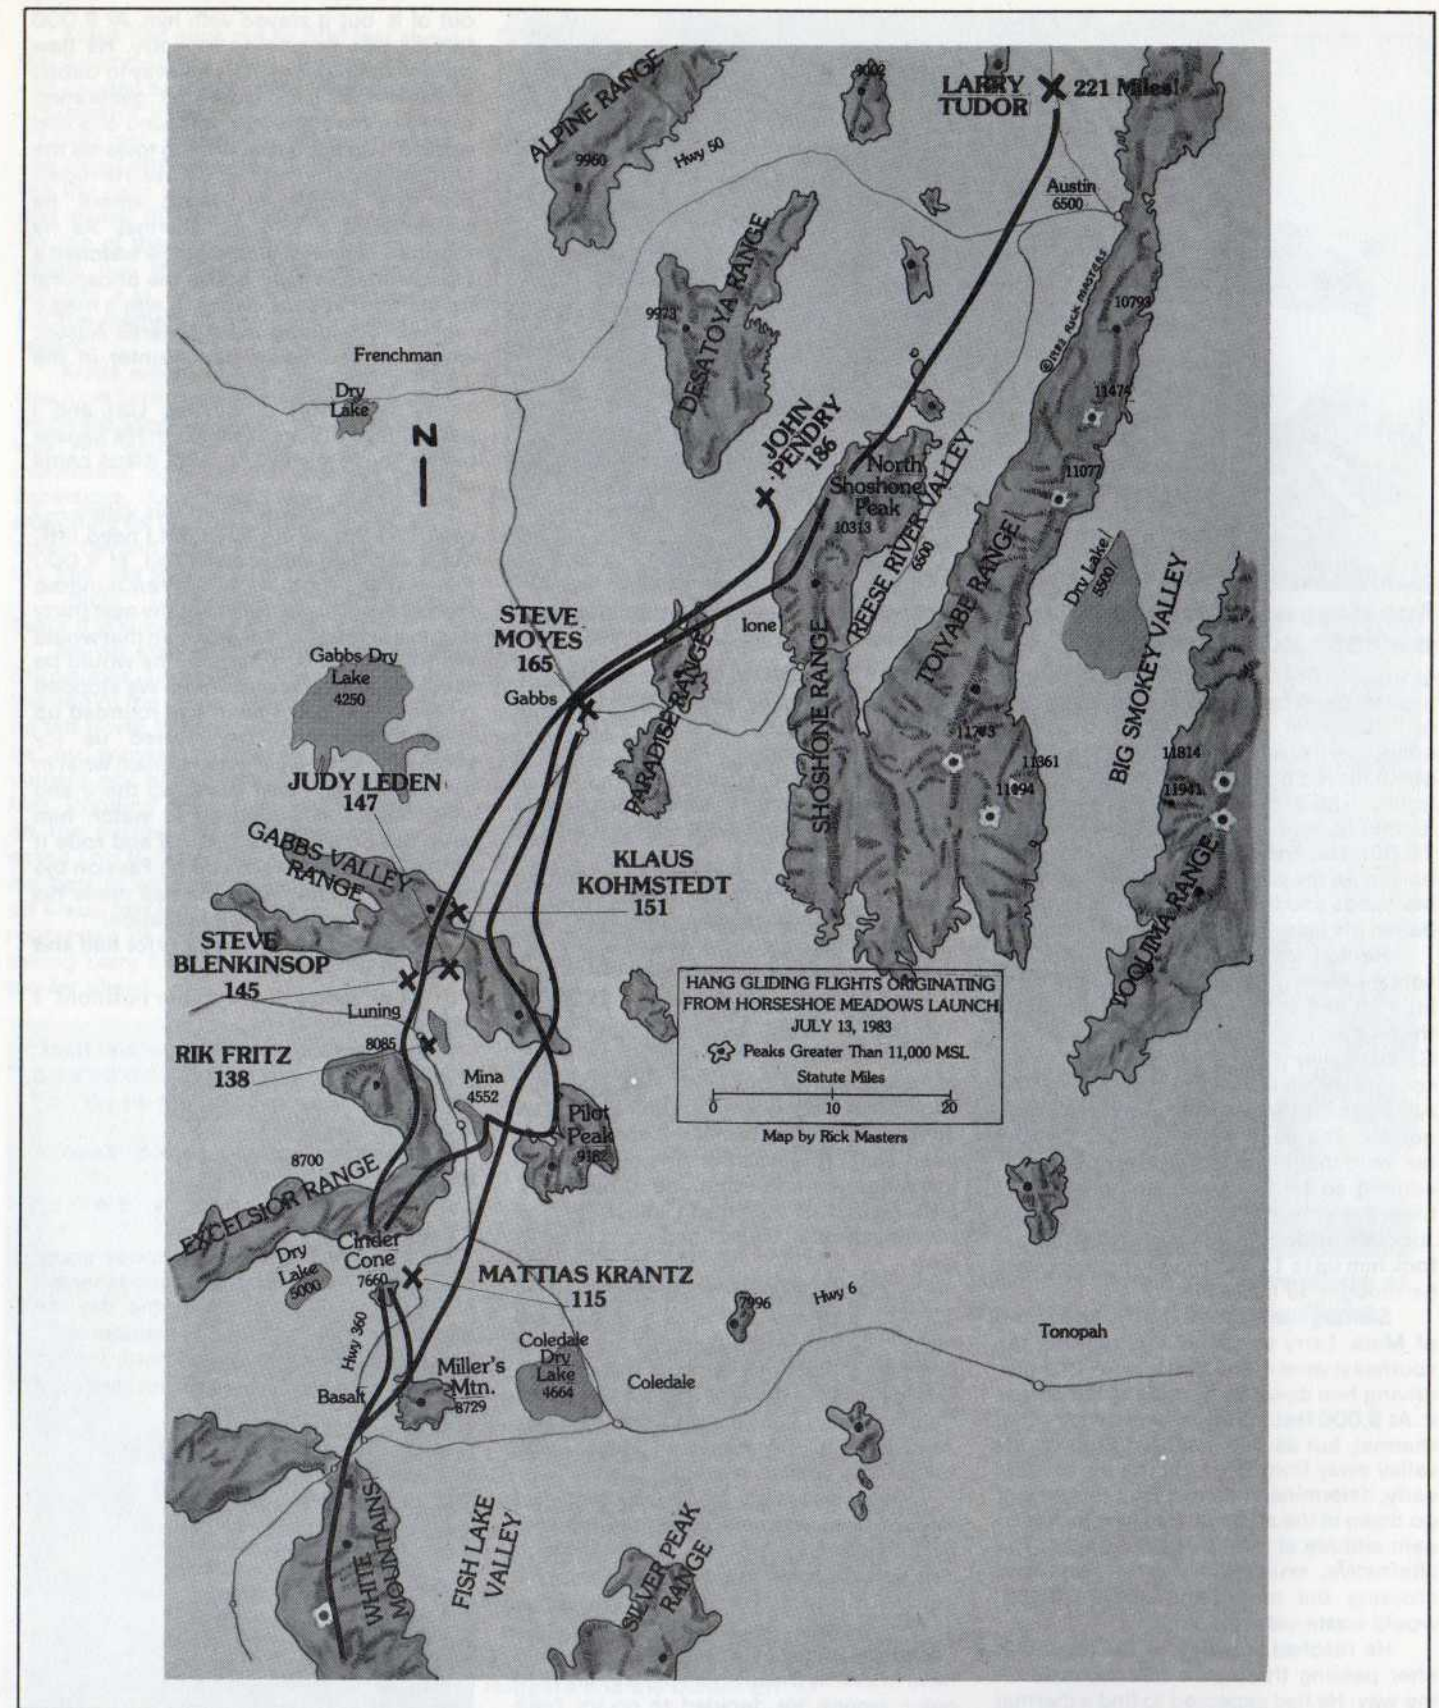 ALPINE RANGE
9960
Hwy 50
9002
LARRY
TUDOR
221 Miles!
Austin
6500
©1983 RICK MASTERS
10793
DESATOYA RANGE
9973
Frenchman
Dry
Lake
N
11474
11077
JOHN
PENDRY
186
North
Shoshone
Peak
10313
REESE RIVER VALLEY
6500
TOIYABE RANGE
Dry Lake
5500
BIG SMOKEY VALLEY
STEVE
MOYES
165
Ione
Gabbs
Gabbs Dry
Lake
4250
PARADISE RANGE
SHOSHONE RANGE
11773
11361
11194
11814
11941
TOQUIMA RANGE
JUDY LEDEN
147
GABBS VALLEY
RANGE
KLAUS
KOHMSTEDT
151
STEVE
BLENKINSOP
145
Luning
8085
RIK FRITZ
138
Mina
4552
Pilot
Peak
9182
HANG GLIDING FLIGHTS ORIGINATING
FROM HORSESHOE MEADOWS LAUNCH
JULY 13, 1983
Peaks Greater Than 11,000 MSL
Statute Miles
0 10 20
Map by Rick Masters
8700
EXCELSIOR RANGE
Dry
Lake
5000
Cinder
Cone
7660
MATTIAS KRANTZ
115
Hwy 360
7996
Hwy 6
Tonopah
Coledale
Dry
Lake
4664
Coledale
Miller's
Mtn.
8729
Basalt
WHITE
MOUNTAINS
FISH LAKE
VALLEY
SILVER PEAK
RANGE